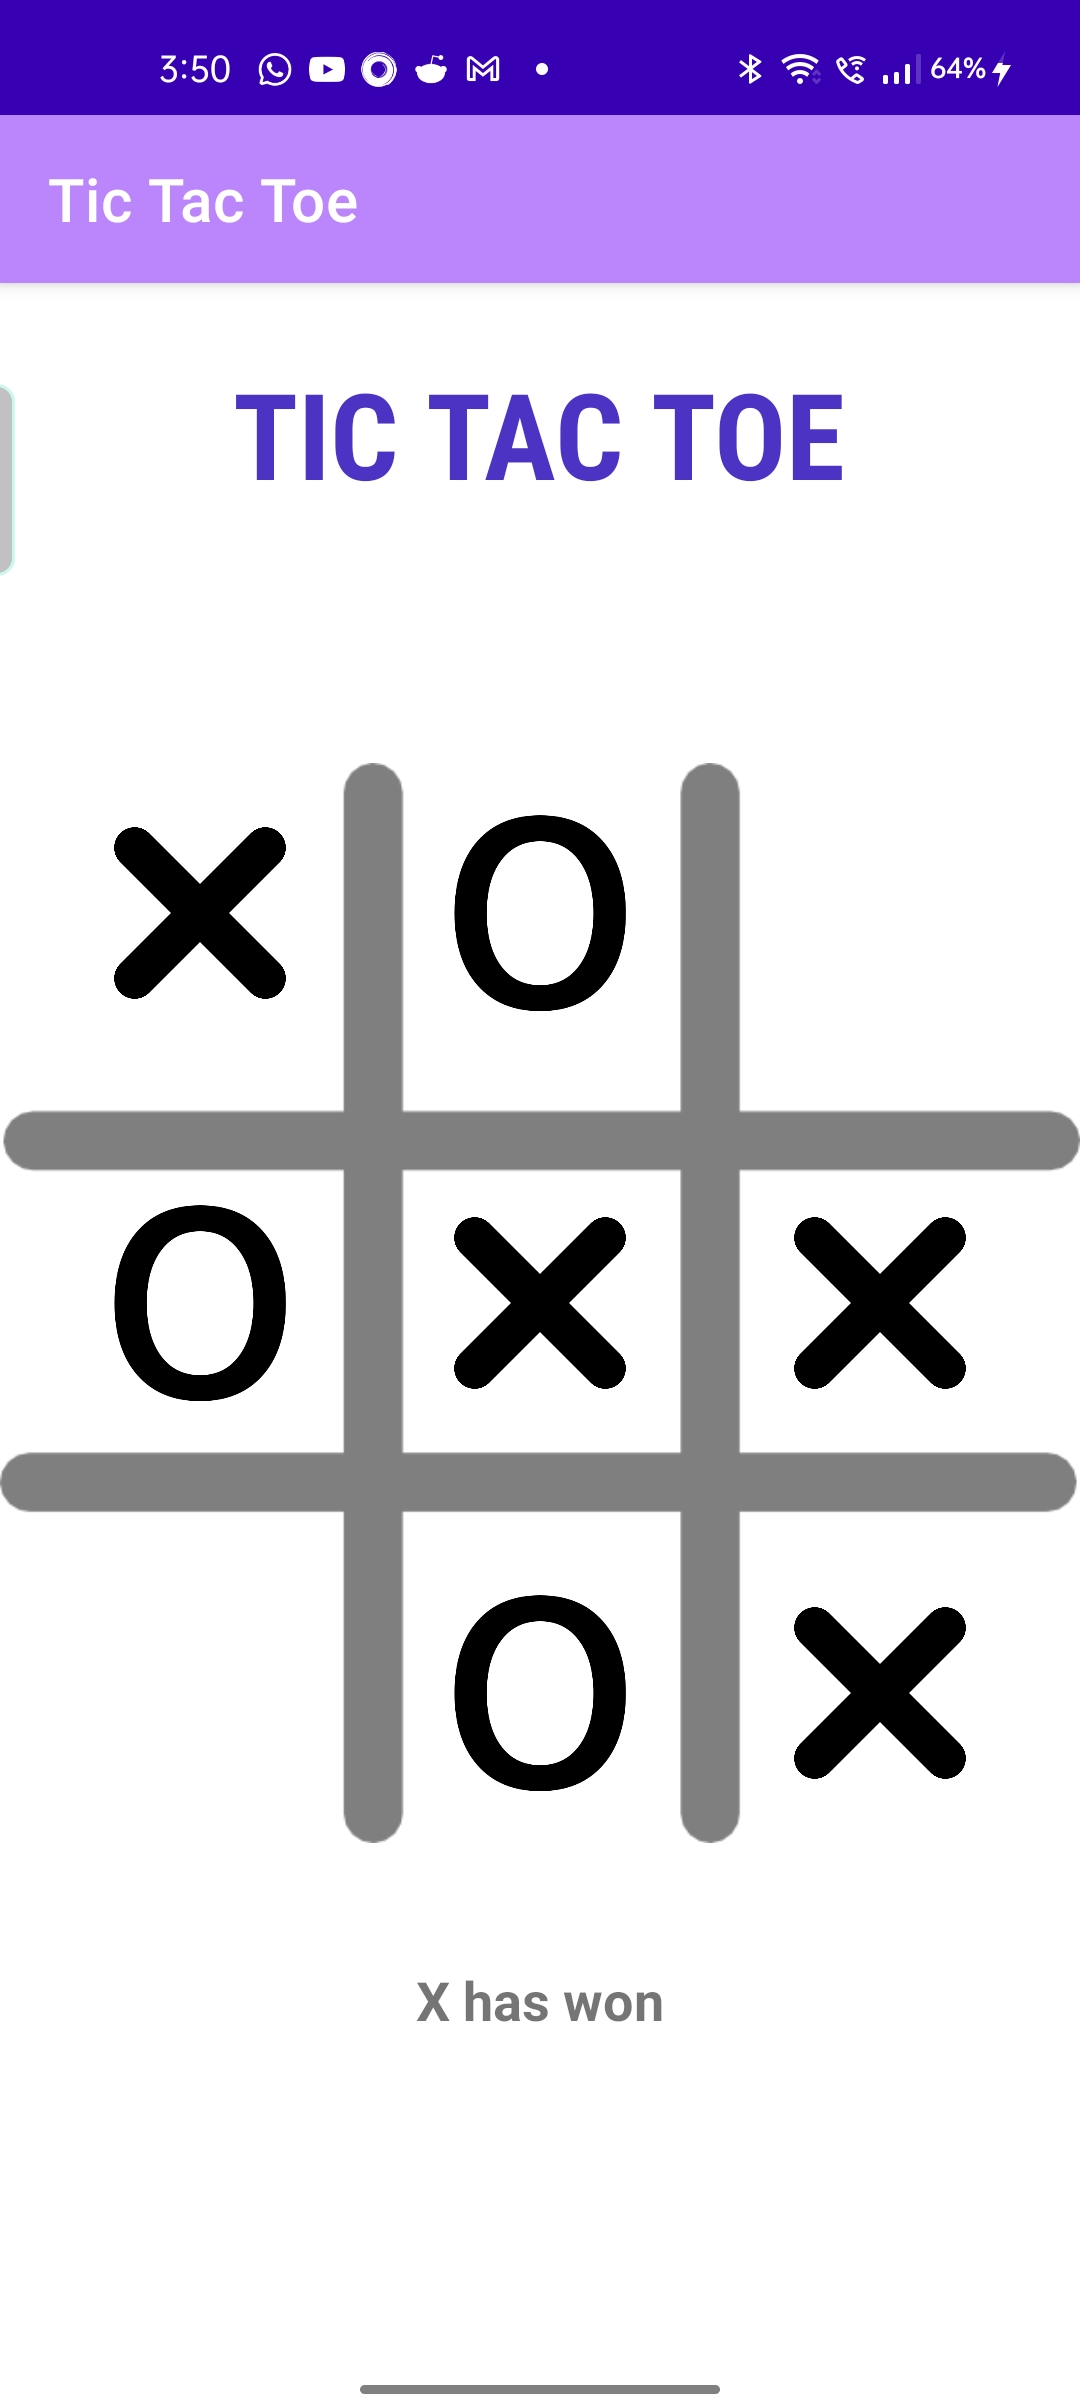 3:50 64%
Tic Tac Toe
TIC TAC TOE
X O
O X X
O X
X has won